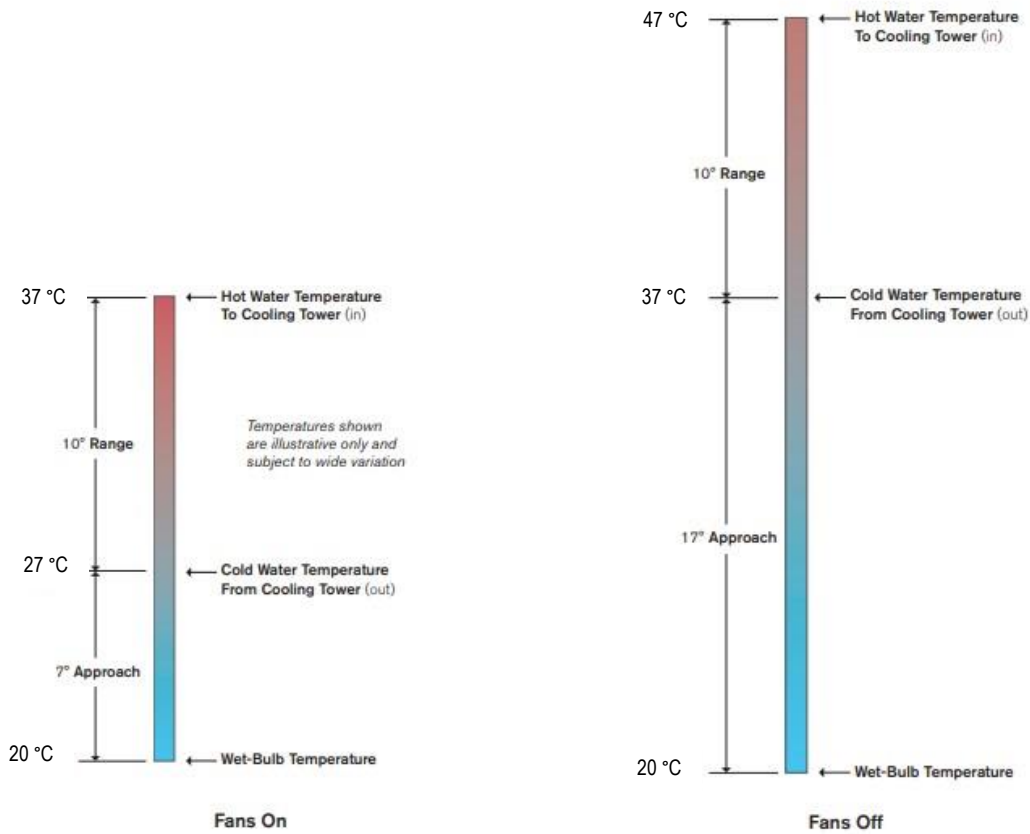 47 °C
Hot Water Temperature
To Cooling Tower (in)
10° Range
37 °C
Hot Water Temperature
To Cooling Tower (in)
37 °C
Cold Water Temperature
From Cooling Tower (out)
Temperatures shown
are illustrative only and
subject to wide variation
10° Range
17° Approach
27 °C
Cold Water Temperature
From Cooling Tower (out)
7° Approach
20 °C
Wet-Bulb Temperature
20 °C
Wet-Bulb Temperature
Fans On
Fans Off